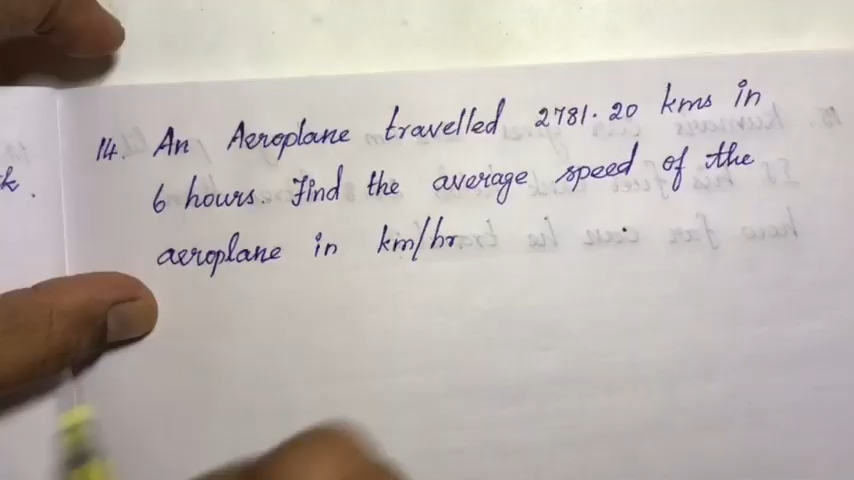 14. An Aeroplane travelled 2781.20 kms in
k.
6 hours. Find the average speed of the
aeroplane in km/hr